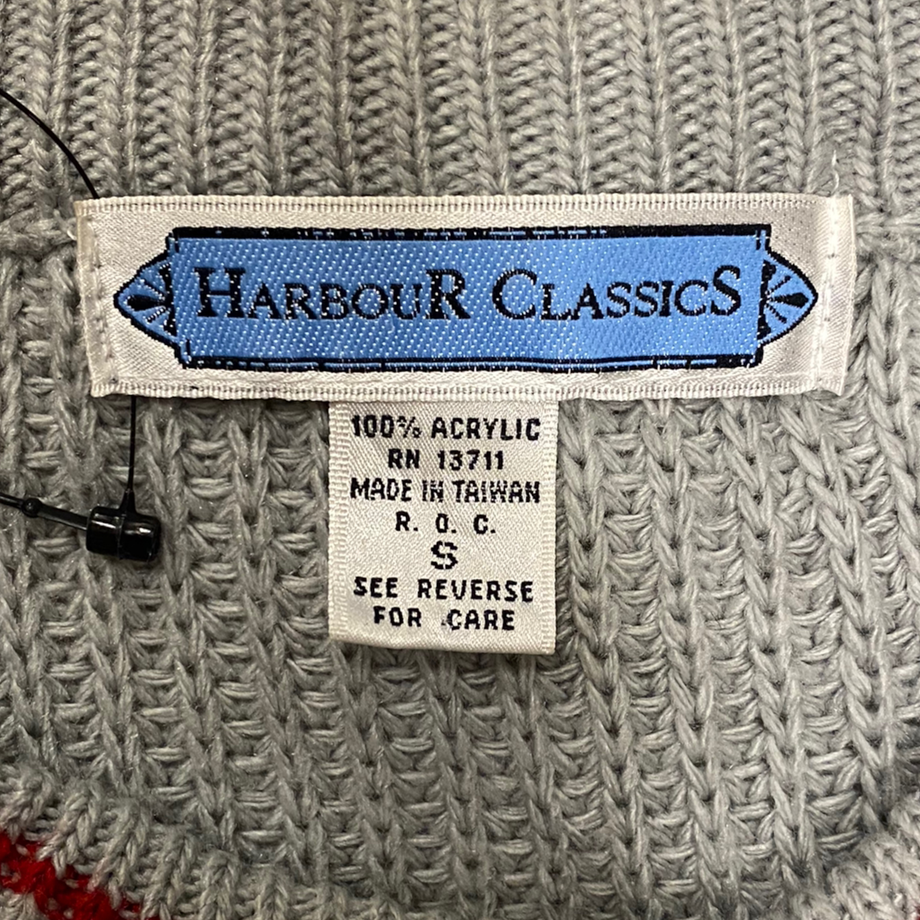 HARBOUR CLASSICS
100% ACRYLIC
RN 13711
MADE IN TAIWAN
R. O. C.
S
SEE REVERSE
FOR CARE